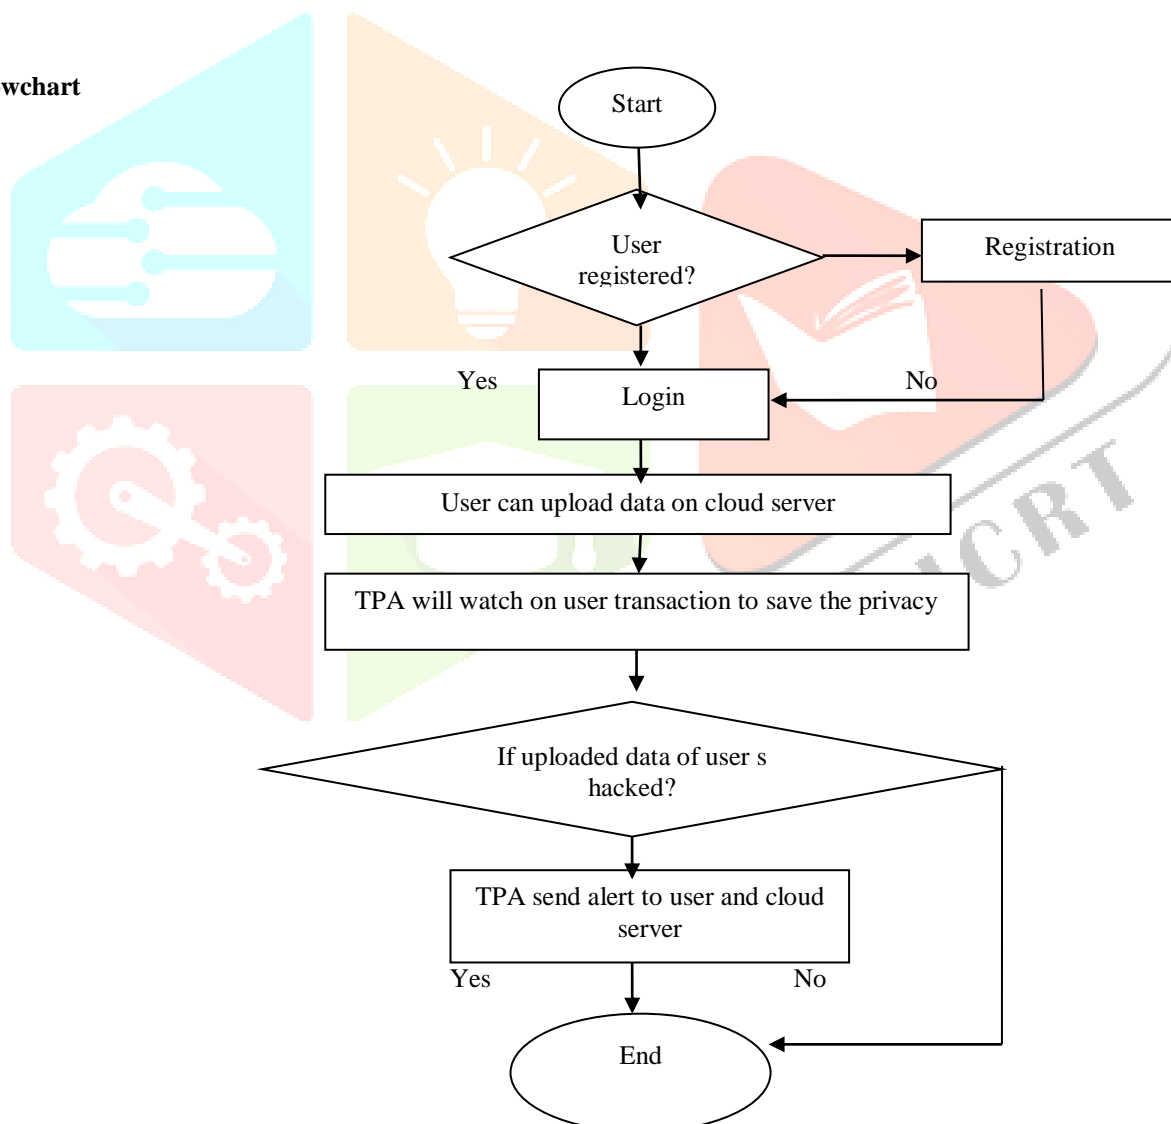 owchart
Start
User
registered?
Registration
Yes
No
Login
User can upload data on cloud server
TPA will watch on user transaction to save the privacy
If uploaded data of user s
hacked?
TPA send alert to user and cloud
server
Yes
No
End